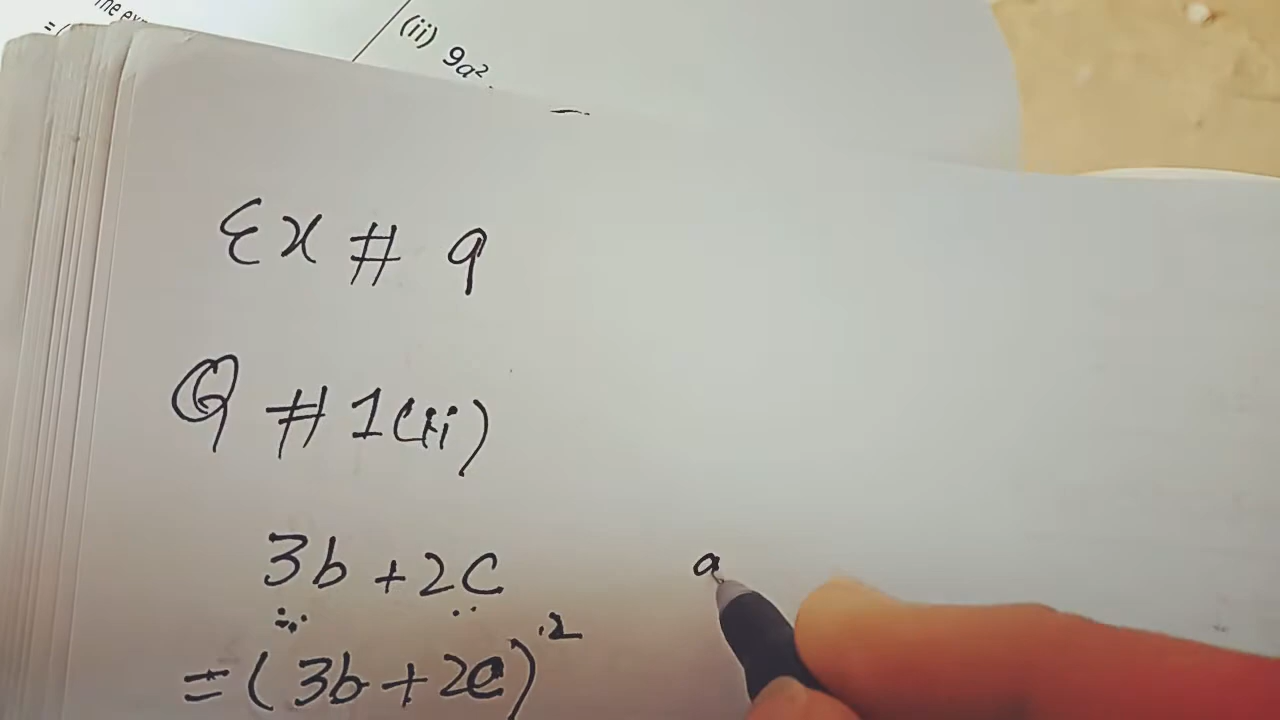 (ii) 9a²
Ex # 9
Q # 1(ii)
3b + 2c
= (3b + 2c)²
a